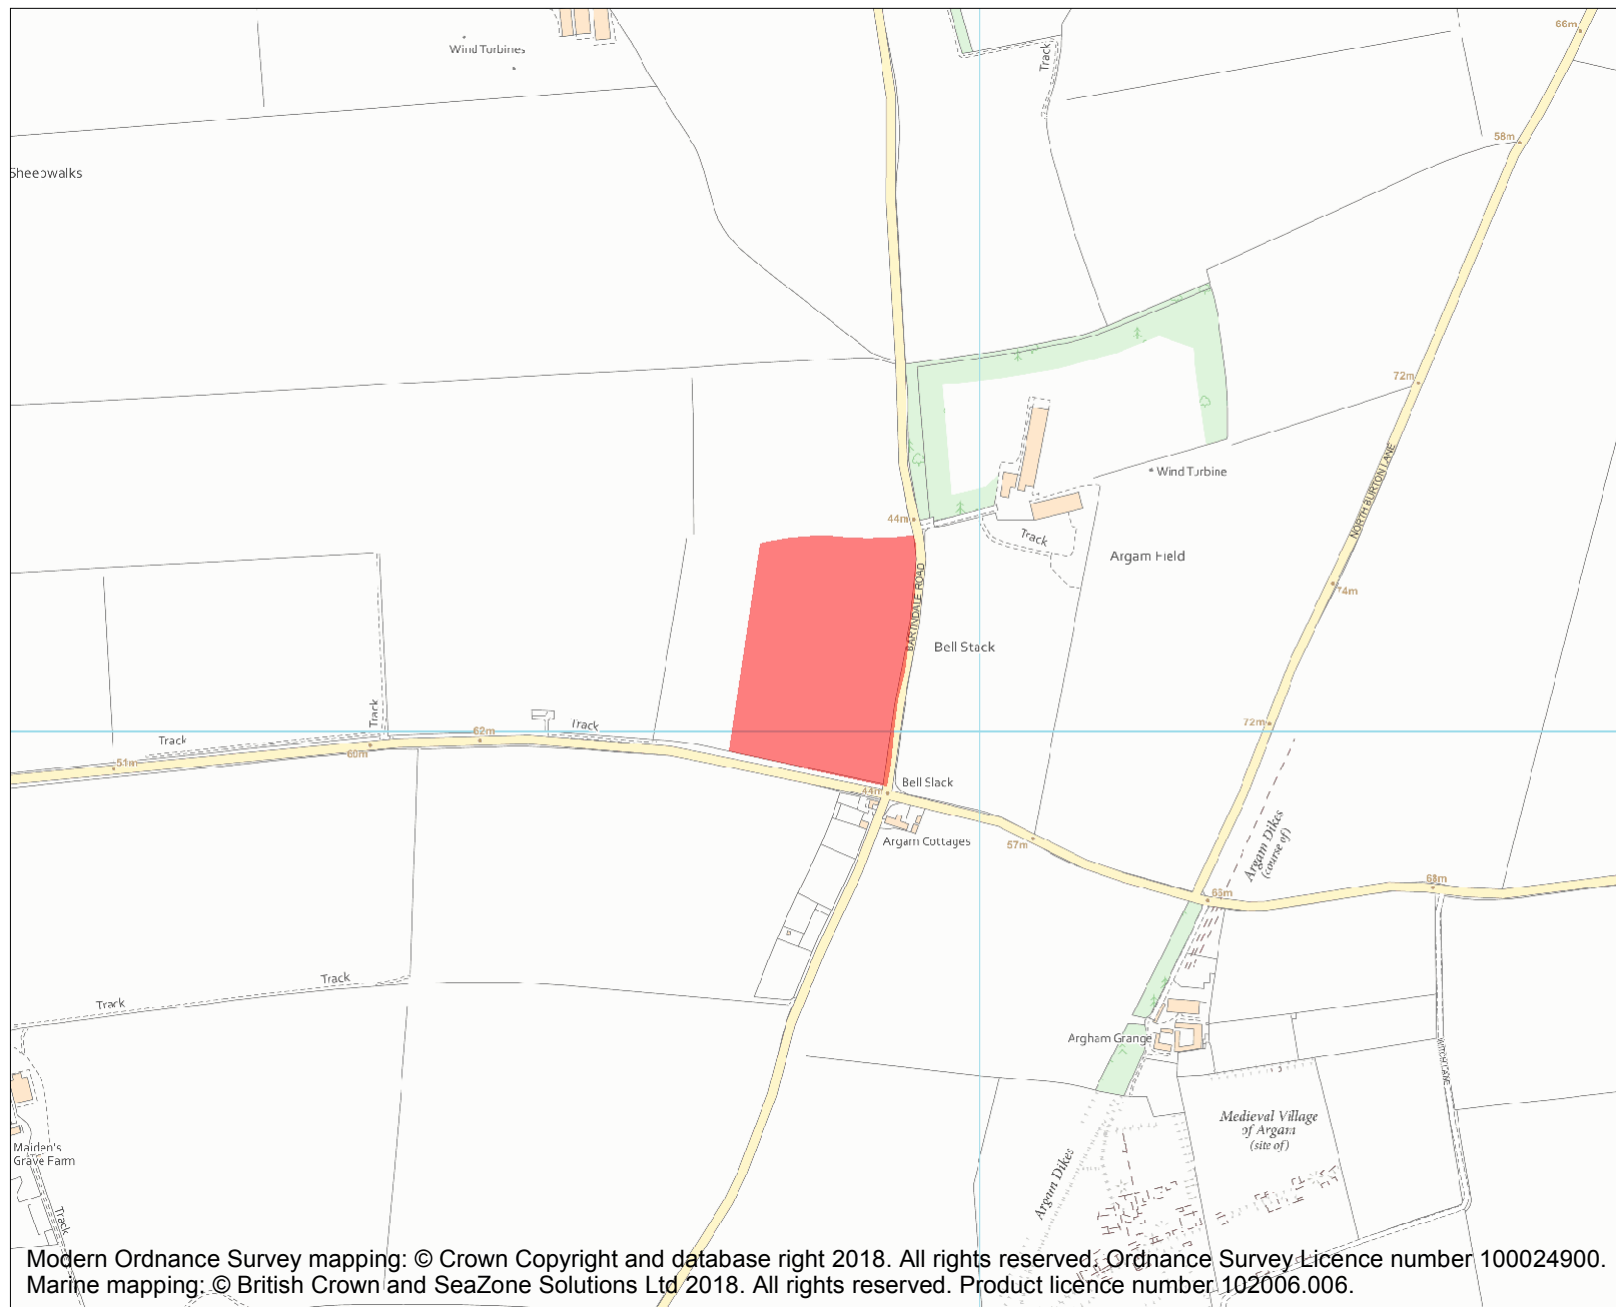 66m
Wind Turbines
Track
58m
Sheepwalks
72m
Wind Turbine
NORTH BURTON LANE
44m
Track
Argam Field
BARTINDALE ROAD
74m
Bell Stack
Track
Track
62m
Track
72m
60m
51m
Bell Slack
44m
Argam Cottages
57m
Argam Dikes
(course of)
65m
68m
Track
Track
Argham Grange
WITCH LANE
Medieval Village
of Argam
(site of)
Maiden's
Grave Farm
Argam Dikes
Track
Modern Ordnance Survey mapping: © Crown Copyright and database right 2018. All rights reserved. Ordnance Survey Licence number 100024900.
Marine mapping: © British Crown and SeaZone Solutions Ltd 2018. All rights reserved. Product licence number 102006.006.